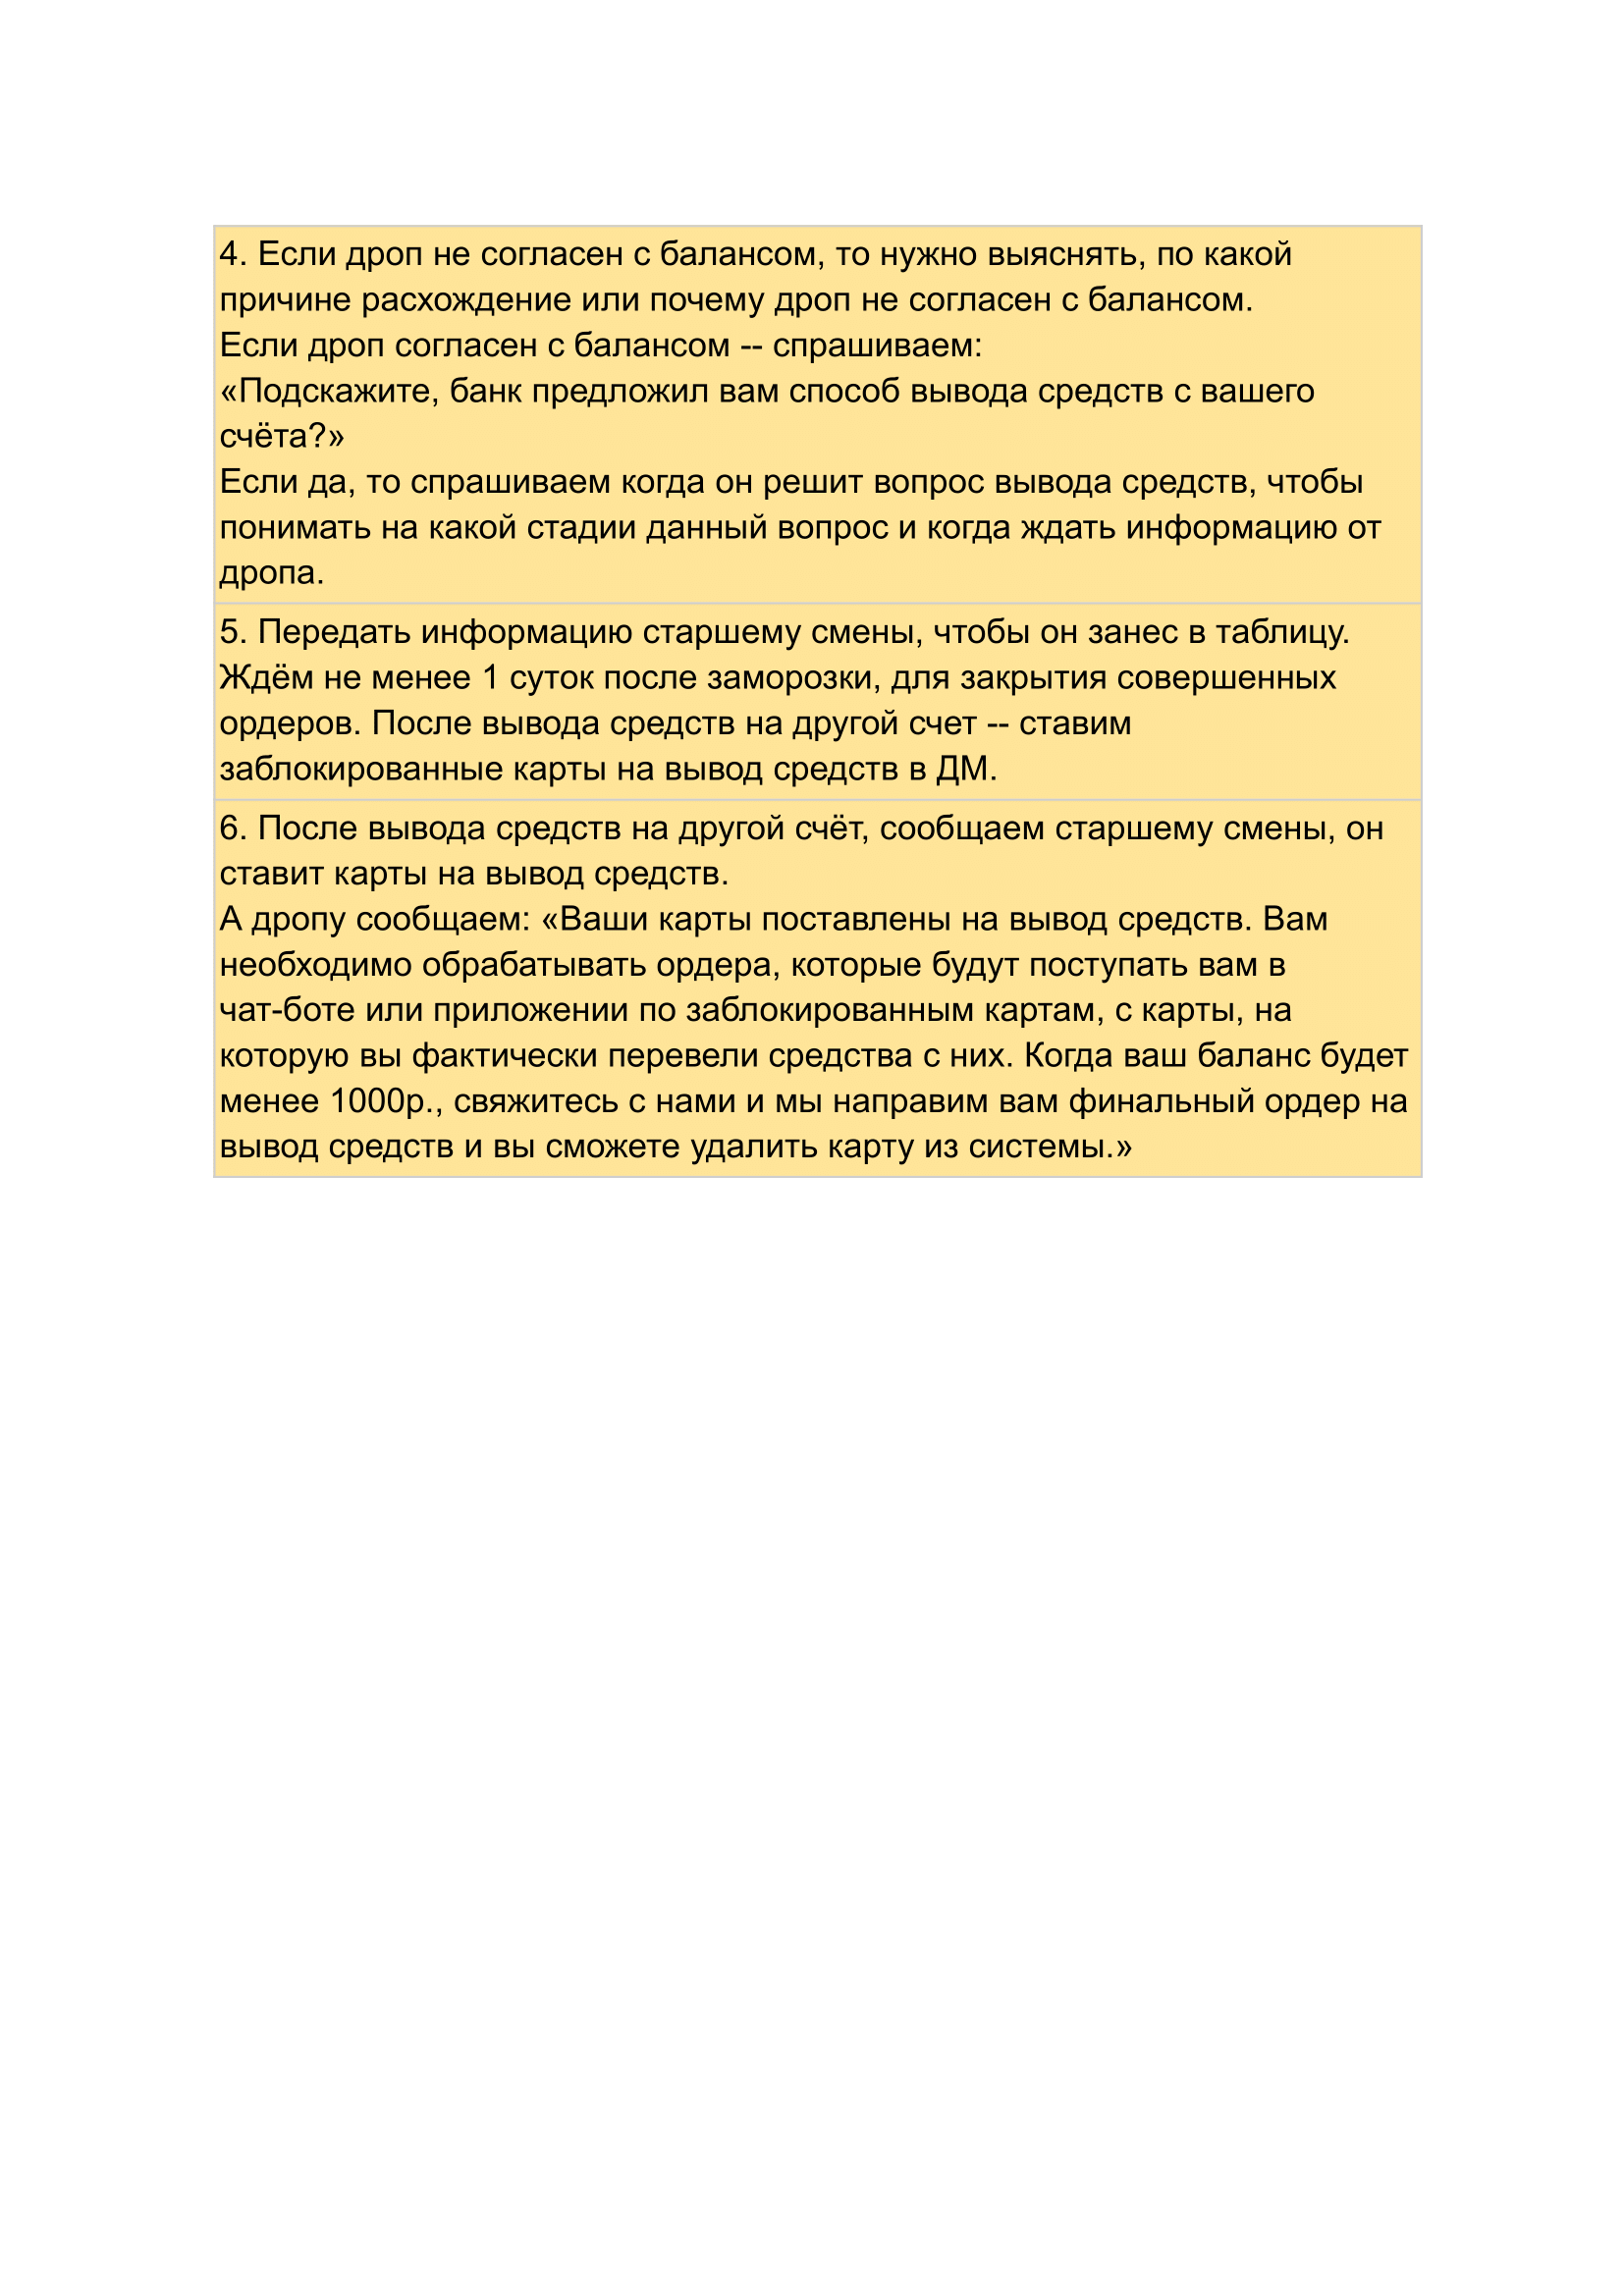 4. Если дроп не согласен с балансом, то нужно выяснять, по какой
причине расхождение или почему дроп не согласен с балансом.
Если дроп согласен с балансом -- спрашиваем:
«Подскажите, банк предложил вам способ вывода средств с вашего
счёта?»
Если да, то спрашиваем когда он решит вопрос вывода средств, чтобы
понимать на какой стадии данный вопрос и когда ждать информацию от
дропа.
5. Передать информацию старшему смены, чтобы он занес в таблицу.
Ждём не менее 1 суток после заморозки, для закрытия совершенных
ордеров. После вывода средств на другой счет -- ставим
заблокированные карты на вывод средств в ДМ.
6. После вывода средств на другой счёт, сообщаем старшему смены, он
ставит карты на вывод средств.
А дропу сообщаем: «Ваши карты поставлены на вывод средств. Вам
необходимо обрабатывать ордера, которые будут поступать вам в
чат-боте или приложении по заблокированным картам, с карты, на
которую вы фактически перевели средства с них. Когда ваш баланс будет
менее 1000р., свяжитесь с нами и мы направим вам финальный ордер на
вывод средств и вы сможете удалить карту из системы.»